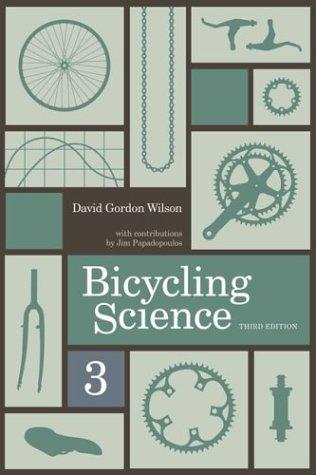 David Gordon Wilson
with contributions
by Jim Papadopoulos
Bicycling
Science
THIRD EDITION
3